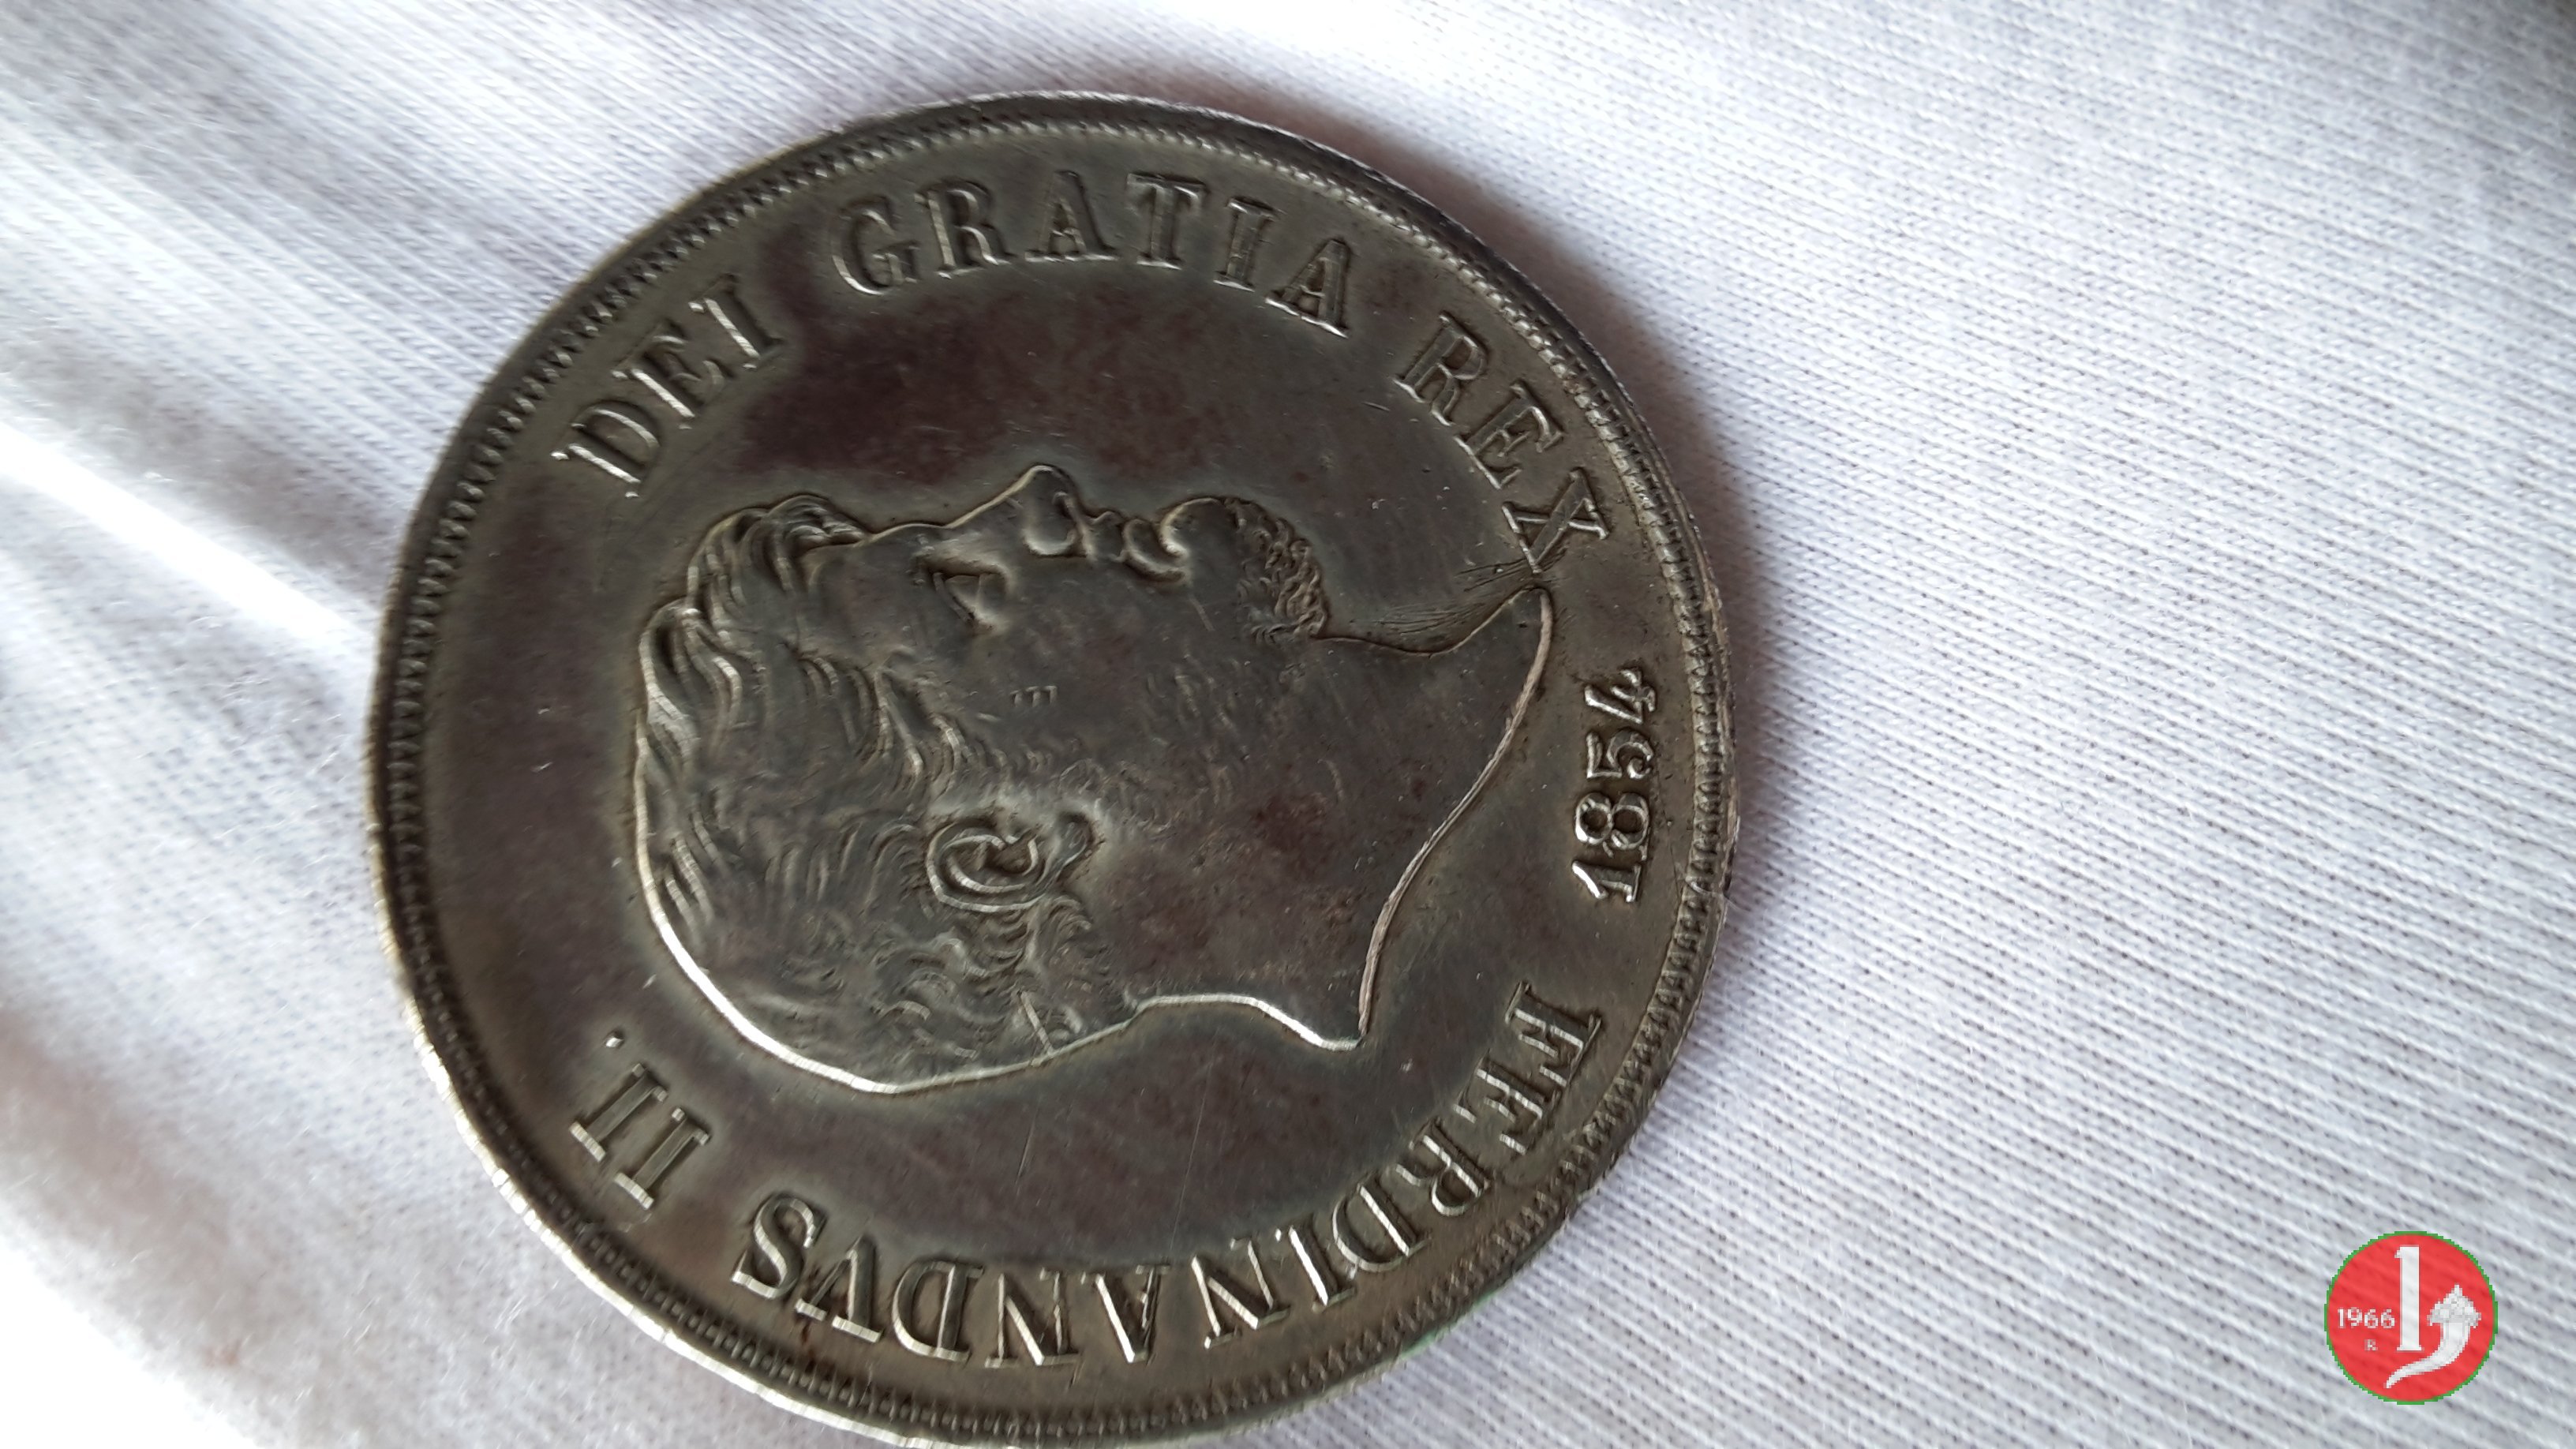 FERDINANDVS II.
DEI GRATIA REX
1854
1966
R